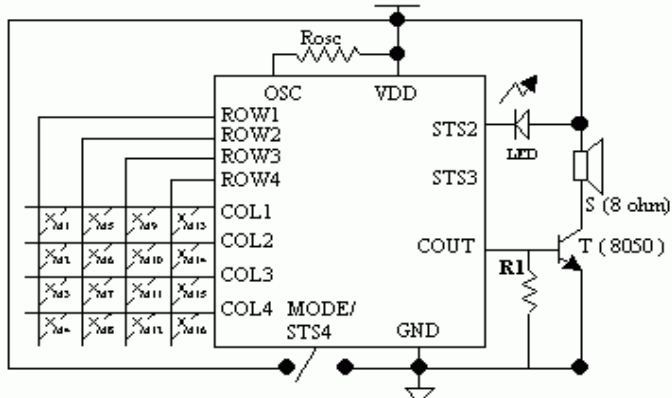 Rosc
OSC
VDD
ROW1
ROW2
ROW3
ROW4
STS2
LED
STS3
S (8 ohm)
COL1
COL2
COL3
COL4
COUT
T ( 8050 )
R1
MODE/
STS4
GND